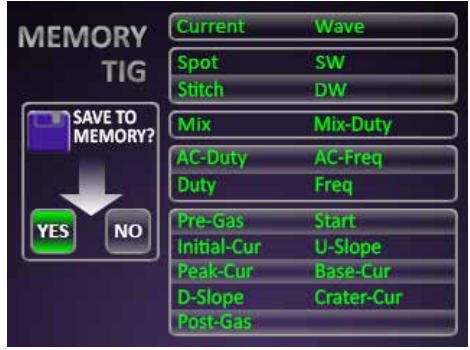 MEMORY
TIG
SAVE TO
MEMORY?
YES NO
Current Wave
Spot SW
Stitch DW
Mix Mix-Duty
AC-Duty AC-Freq
Duty Freq
Pre-Gas Start
Initial-Cur U-Slope
Peak-Cur Base-Cur
D-Slope Crater-Cur
Post-Gas